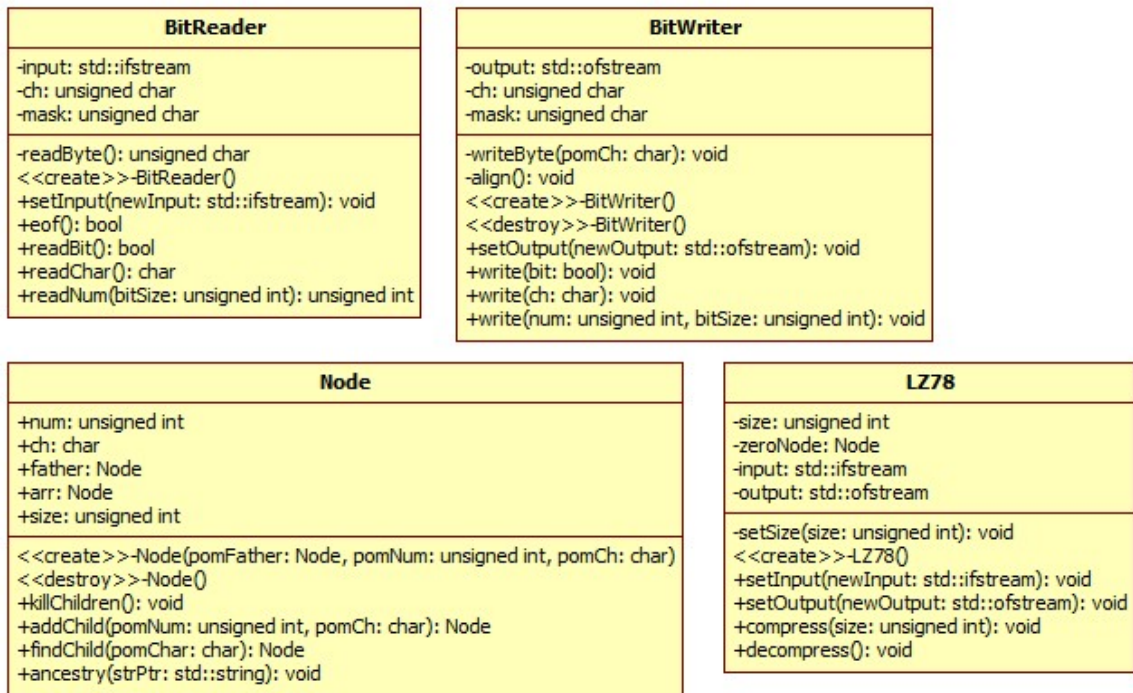 BitReader
-input: std::ifstream
-ch: unsigned char
-mask: unsigned char
-readByte(): unsigned char
<<create>>-BitReader()
+setInput(newInput: std::ifstream): void
+eof(): bool
+readBit(): bool
+readChar(): char
+readNum(bitSize: unsigned int): unsigned int
BitWriter
-output: std::ofstream
-ch: unsigned char
-mask: unsigned char
-writeByte(pomCh: char): void
-align(): void
<<create>>-BitWriter()
<<destroy>>-BitWriter()
+setOutput(newOutput: std::ofstream): void
+write(bit: bool): void
+write(ch: char): void
+write(num: unsigned int, bitSize: unsigned int): void
Node
+num: unsigned int
+ch: char
+father: Node
+arr: Node
+size: unsigned int
<<create>>-Node(pomFather: Node, pomNum: unsigned int, pomCh: char)
<<destroy>>-Node()
+killChildren(): void
+addChild(pomNum: unsigned int, pomCh: char): Node
+findChild(pomChar: char): Node
+ancestry(strPtr: std::string): void
LZ78
-size: unsigned int
-zeroNode: Node
-input: std::ifstream
-output: std::ofstream
-setSize(size: unsigned int): void
<<create>>-LZ78()
+setInput(newInput: std::ifstream): void
+setOutput(newOutput: std::ofstream): void
+compress(size: unsigned int): void
+decompress(): void